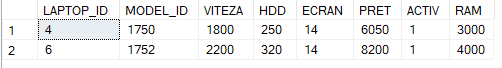 LAPTOP_ID MODEL_ID VITEZA HDD ECRAN PRET ACTIV RAM
1 4 1750 1800 250 14 6050 1 3000
2 6 1752 2200 320 14 8200 1 4000